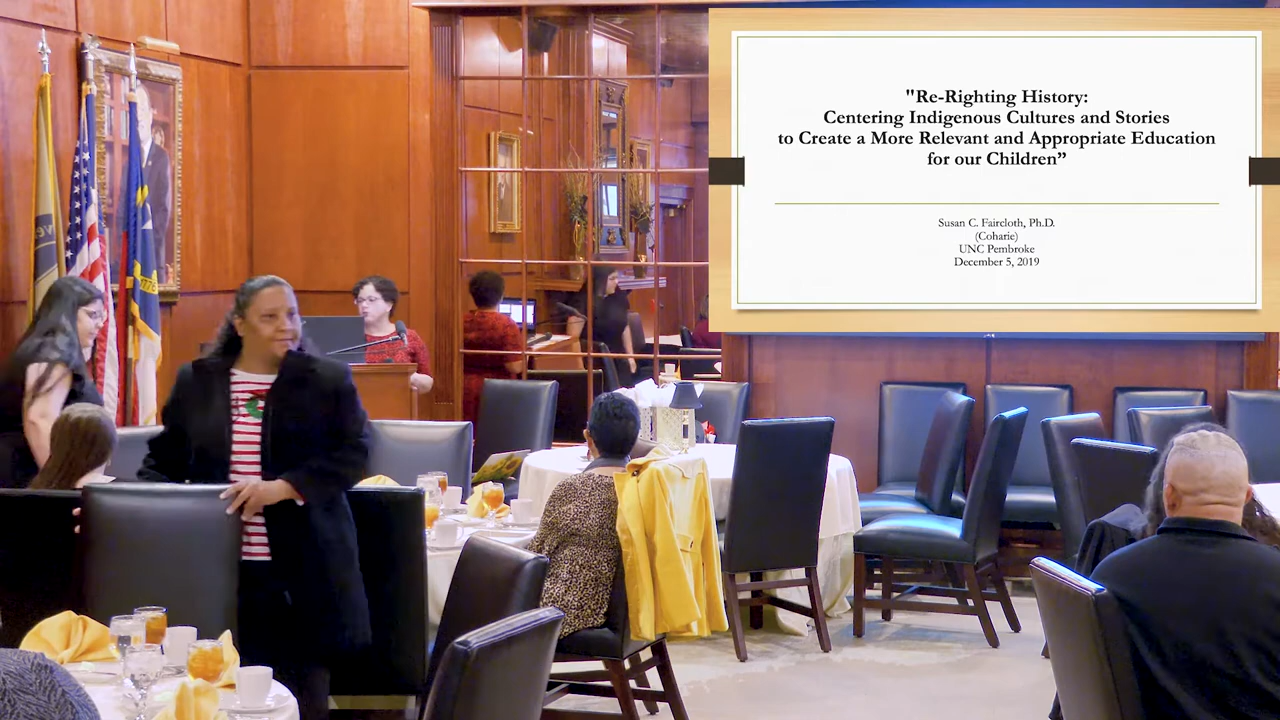 "Re-Righting History:
Centering Indigenous Cultures and Stories
to Create a More Relevant and Appropriate Education
for our Children”
Susan C. Faircloth, Ph.D.
(Coharie)
UNC Pembroke
December 5, 2019